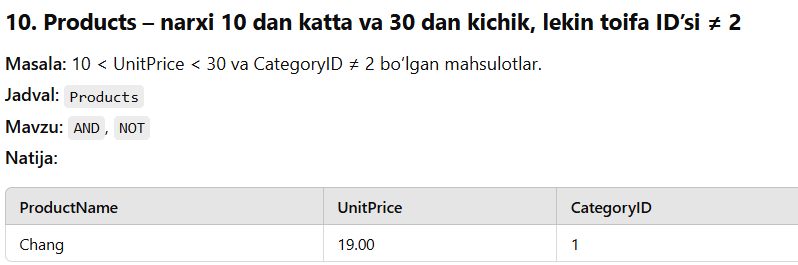 10. Products – narxi 10 dan katta va 30 dan kichik, lekin toifa ID’si ≠ 2
Masala: 10 < UnitPrice < 30 va CategoryID ≠ 2 bo‘lgan mahsulotlar.
Jadval: Products
Mavzu: AND, NOT
Natija:
ProductName UnitPrice CategoryID
Chang 19.00 1